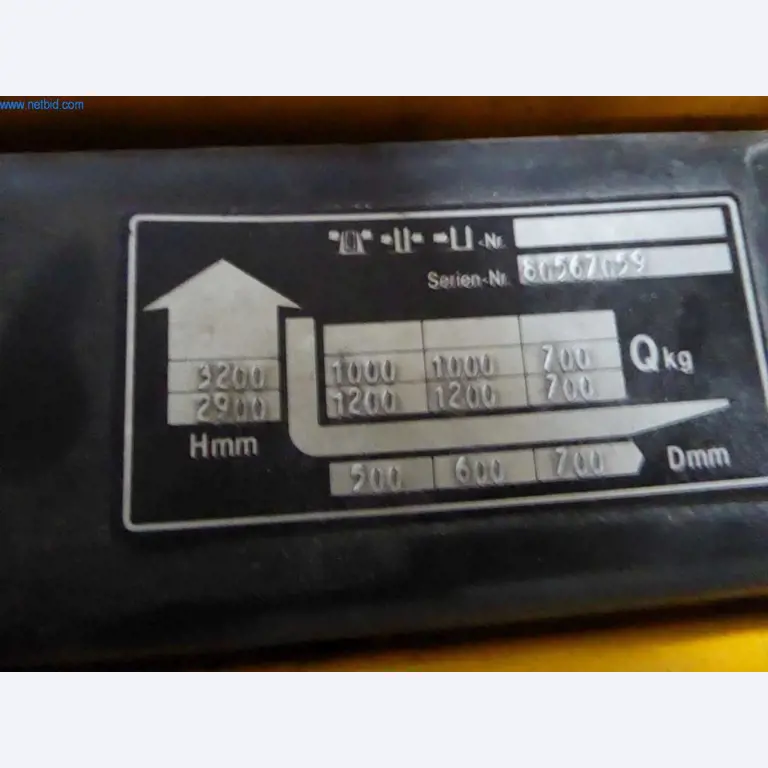 www.netbid.com
-Nr.
Serien-Nr. 80567059
3200 1000 1000 700 Q kg
2900 1200 1200 700
Hmm
500 600 700 Dmm